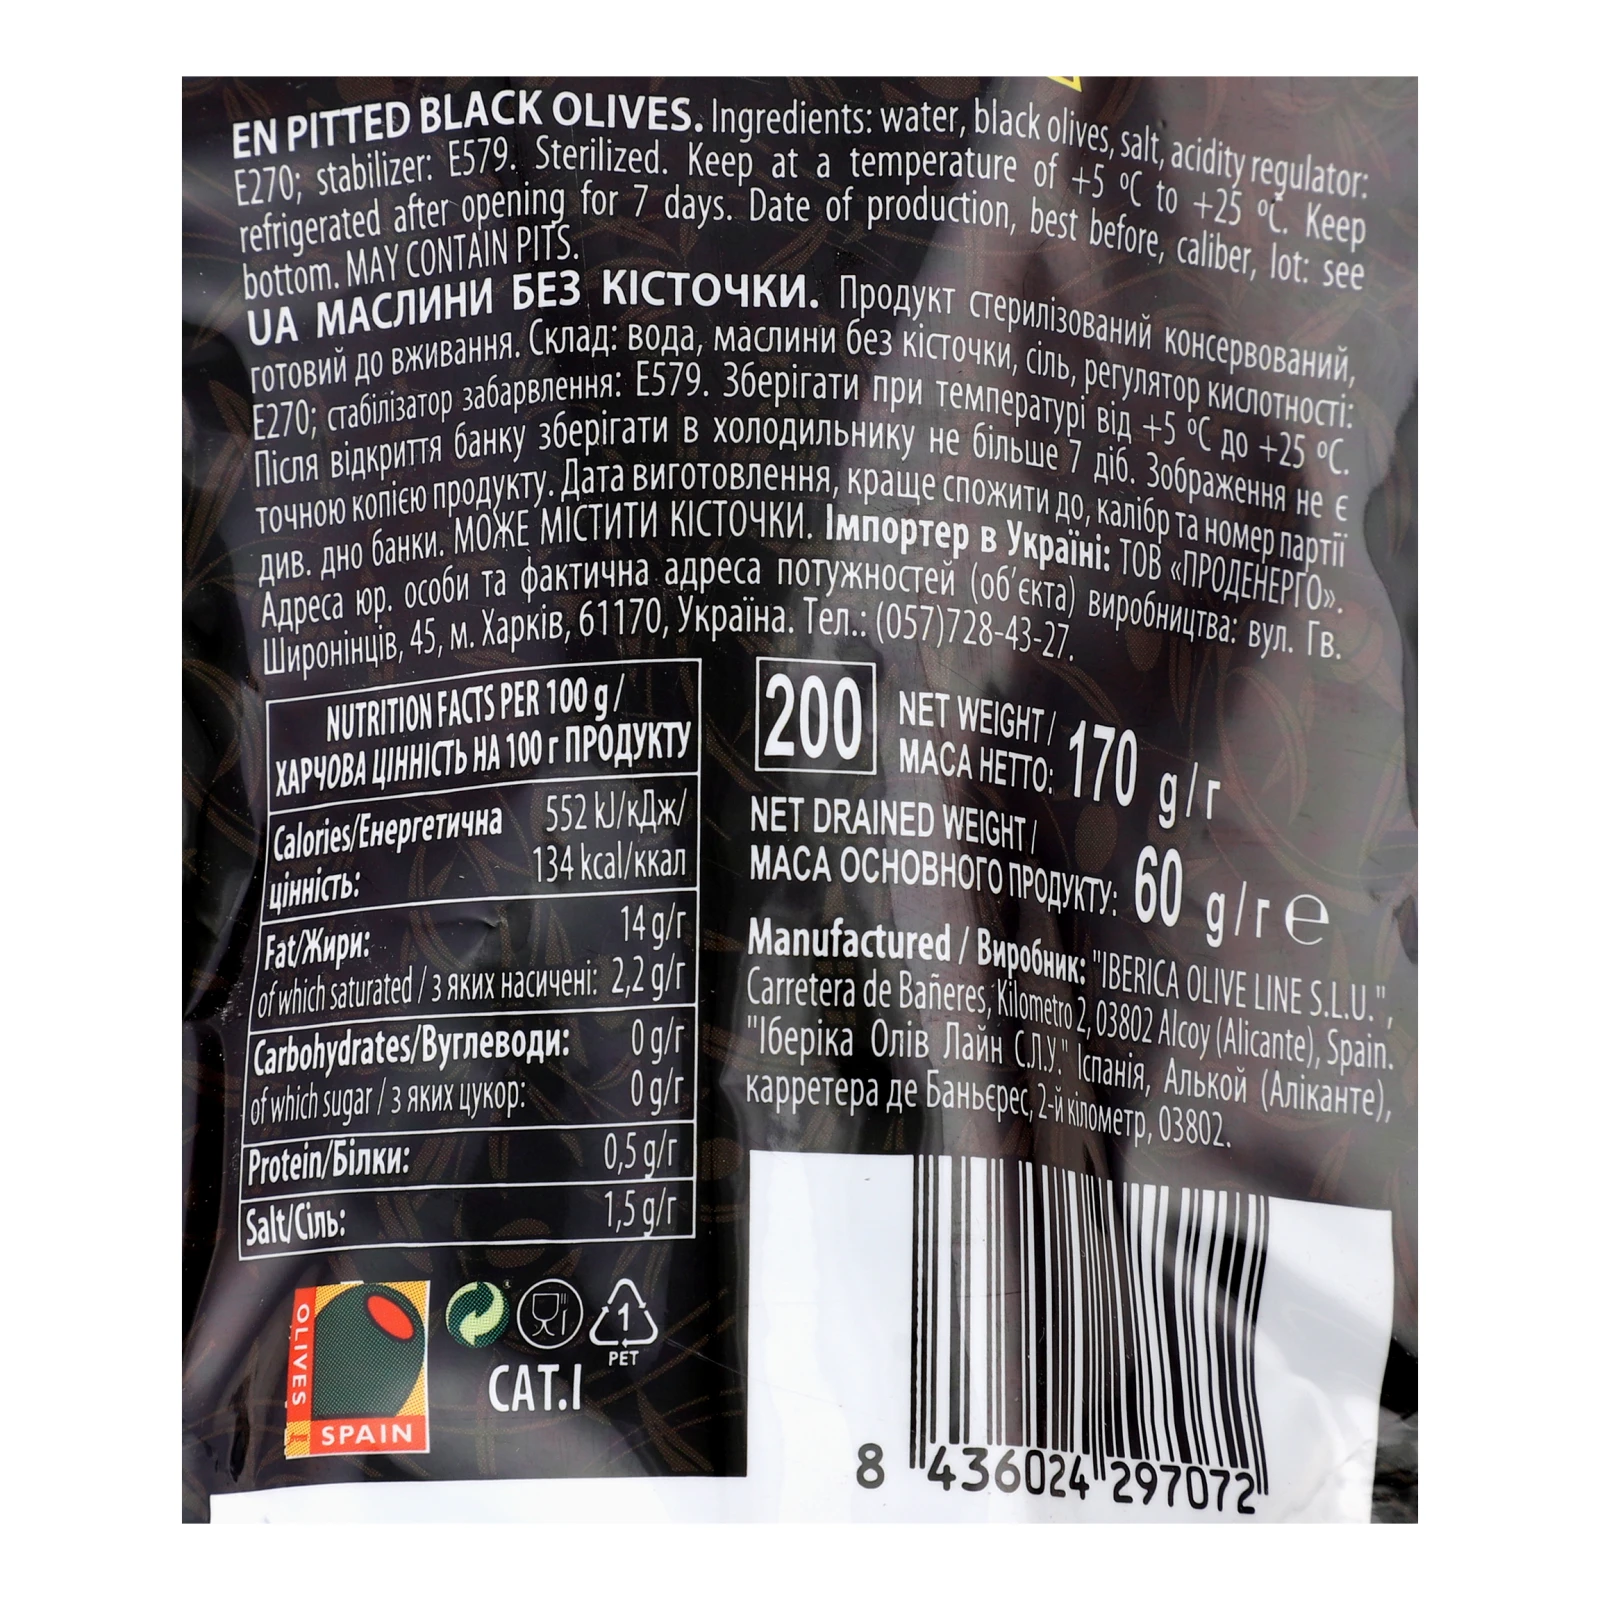 EN PITTED BLACK OLIVES. Ingredients: water, black olives, salt, acidity regulator:
E270; stabilizer: E579. Sterilized. Keep at a temperature of +5 ºC to +25 ºC. Keep
refrigerated after opening for 7 days. Date of production, best before, caliber, lot: see
bottom. MAY CONTAIN PITS.
UA МАСЛИНИ БЕЗ КІСТОЧКИ. Продукт стерилізований консервований,
готовий до вживання. Склад: вода, маслини без кісточки, сіль, регулятор кислотності:
Е270; стабілізатор забарвлення: Е579. Зберігати при температурі від +5 ºС до +25 ºС.
Після відкриття банку зберігати в холодильнику не більше 7 діб. Зображення не є
точною копією продукту. Дата виготовлення, краще спожити до, калібр та номер партії
див. дно банки. МОЖЕ МІСТИТИ КІСТОЧКИ. Імпортер в Україні: ТОВ «ПРОДЕНЕРГО».
Адреса юр. особи та фактична адреса потужностей (об'єкта) виробництва: вул. Гв.
Широнінців, 45, м. Харків, 61170, Україна. Тел.: (057)728-43-27.
NUTRITION FACTS PER 100 g /
ХАРЧОВА ЦІННІСТЬ НА 100 г ПРОДУКТУ
Calories/Енергетична 552 kJ/кДж/
цінність: 134 kcal/ккал
Fat/Жири: 14 g/г
of which saturated / з яких насичені: 2,2 g/г
Carbohydrates/Вуглеводи: 0 g/г
of which sugar / з яких цукор: 0 g/г
Protein/Білки: 0,5 g/г
Salt/Сіль: 1,5 g/г
200
NET WEIGHT /
МАСА НЕТТО: 170 g/г
NET DRAINED WEIGHT /
МАСА ОСНОВНОГО ПРОДУКТУ: 60 g/г e
Manufactured / Виробник: "IBERICA OLIVE LINE S.L.U.",
Carretera de Bañeres, Kilometro 2, 03802 Alcoy (Alicante), Spain.
"Іберіка Олів Лайн С.Л.У." Іспанія, Алькой (Аліканте),
карретера де Баньєрес, 2-й кілометр, 03802.
OLIVES
from SPAIN
1
PET
CAT.I
8 436024 297072